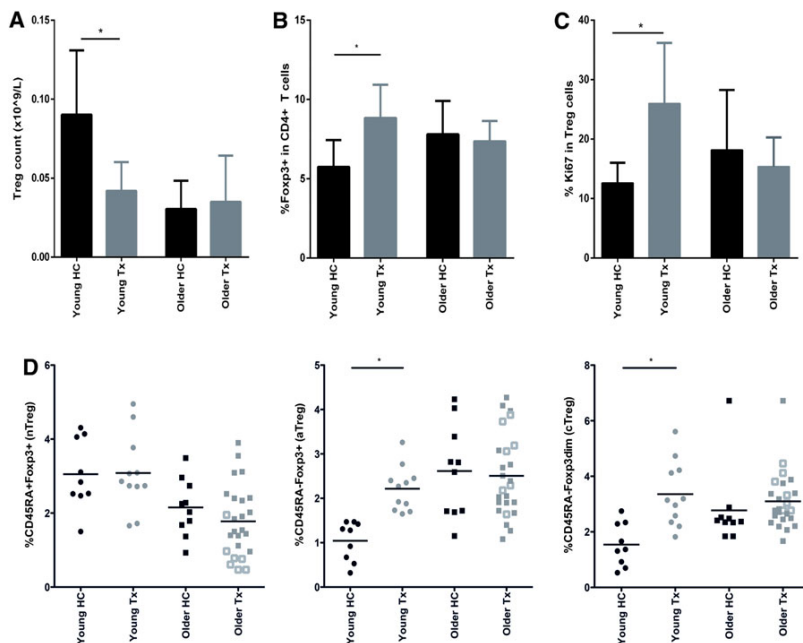 A
Treg count (x10^9/L)
0.15
0.10
0.05
0.00
*
Young HC
Young Tx
Older HC
Older Tx
B
%Foxp3+ in CD4+ T cells
15
10
5
0
*
Young HC
Young Tx
Older HC
Older Tx
C
% Ki67 in Treg cells
40
30
20
10
0
*
Young HC
Young Tx
Older HC
Older Tx
D
%CD45RA+Foxp3+ (nTreg)
6
4
2
0
Young HC
Young Tx
Older HC
Older Tx
%CD45RA-Foxp3+ (aTreg)
5
4
3
2
1
0
*
Young HC
Young Tx
Older HC
Older Tx
%CD45RA-Foxp3dim (cTreg)
8
6
4
2
0
*
Young HC
Young Tx
Older HC
Older Tx